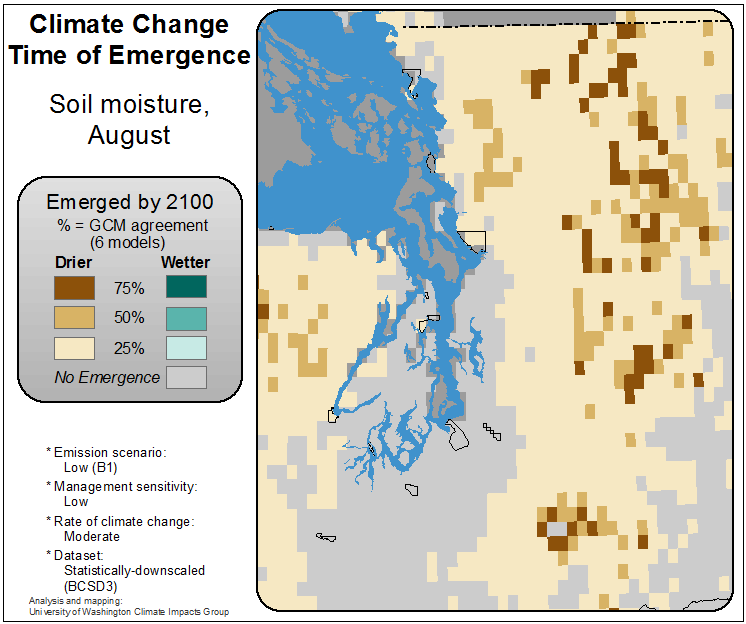 Climate Change
Time of Emergence
Soil moisture,
August
Emerged by 2100
% = GCM agreement
(6 models)
Drier Wetter
75%
50%
25%
No Emergence
* Emission scenario:
Low (B1)
* Management sensitivity:
Low
* Rate of climate change:
Moderate
* Dataset:
Statistically-downscaled
(BCSD3)
Analysis and mapping:
University of Washington Climate Impacts Group